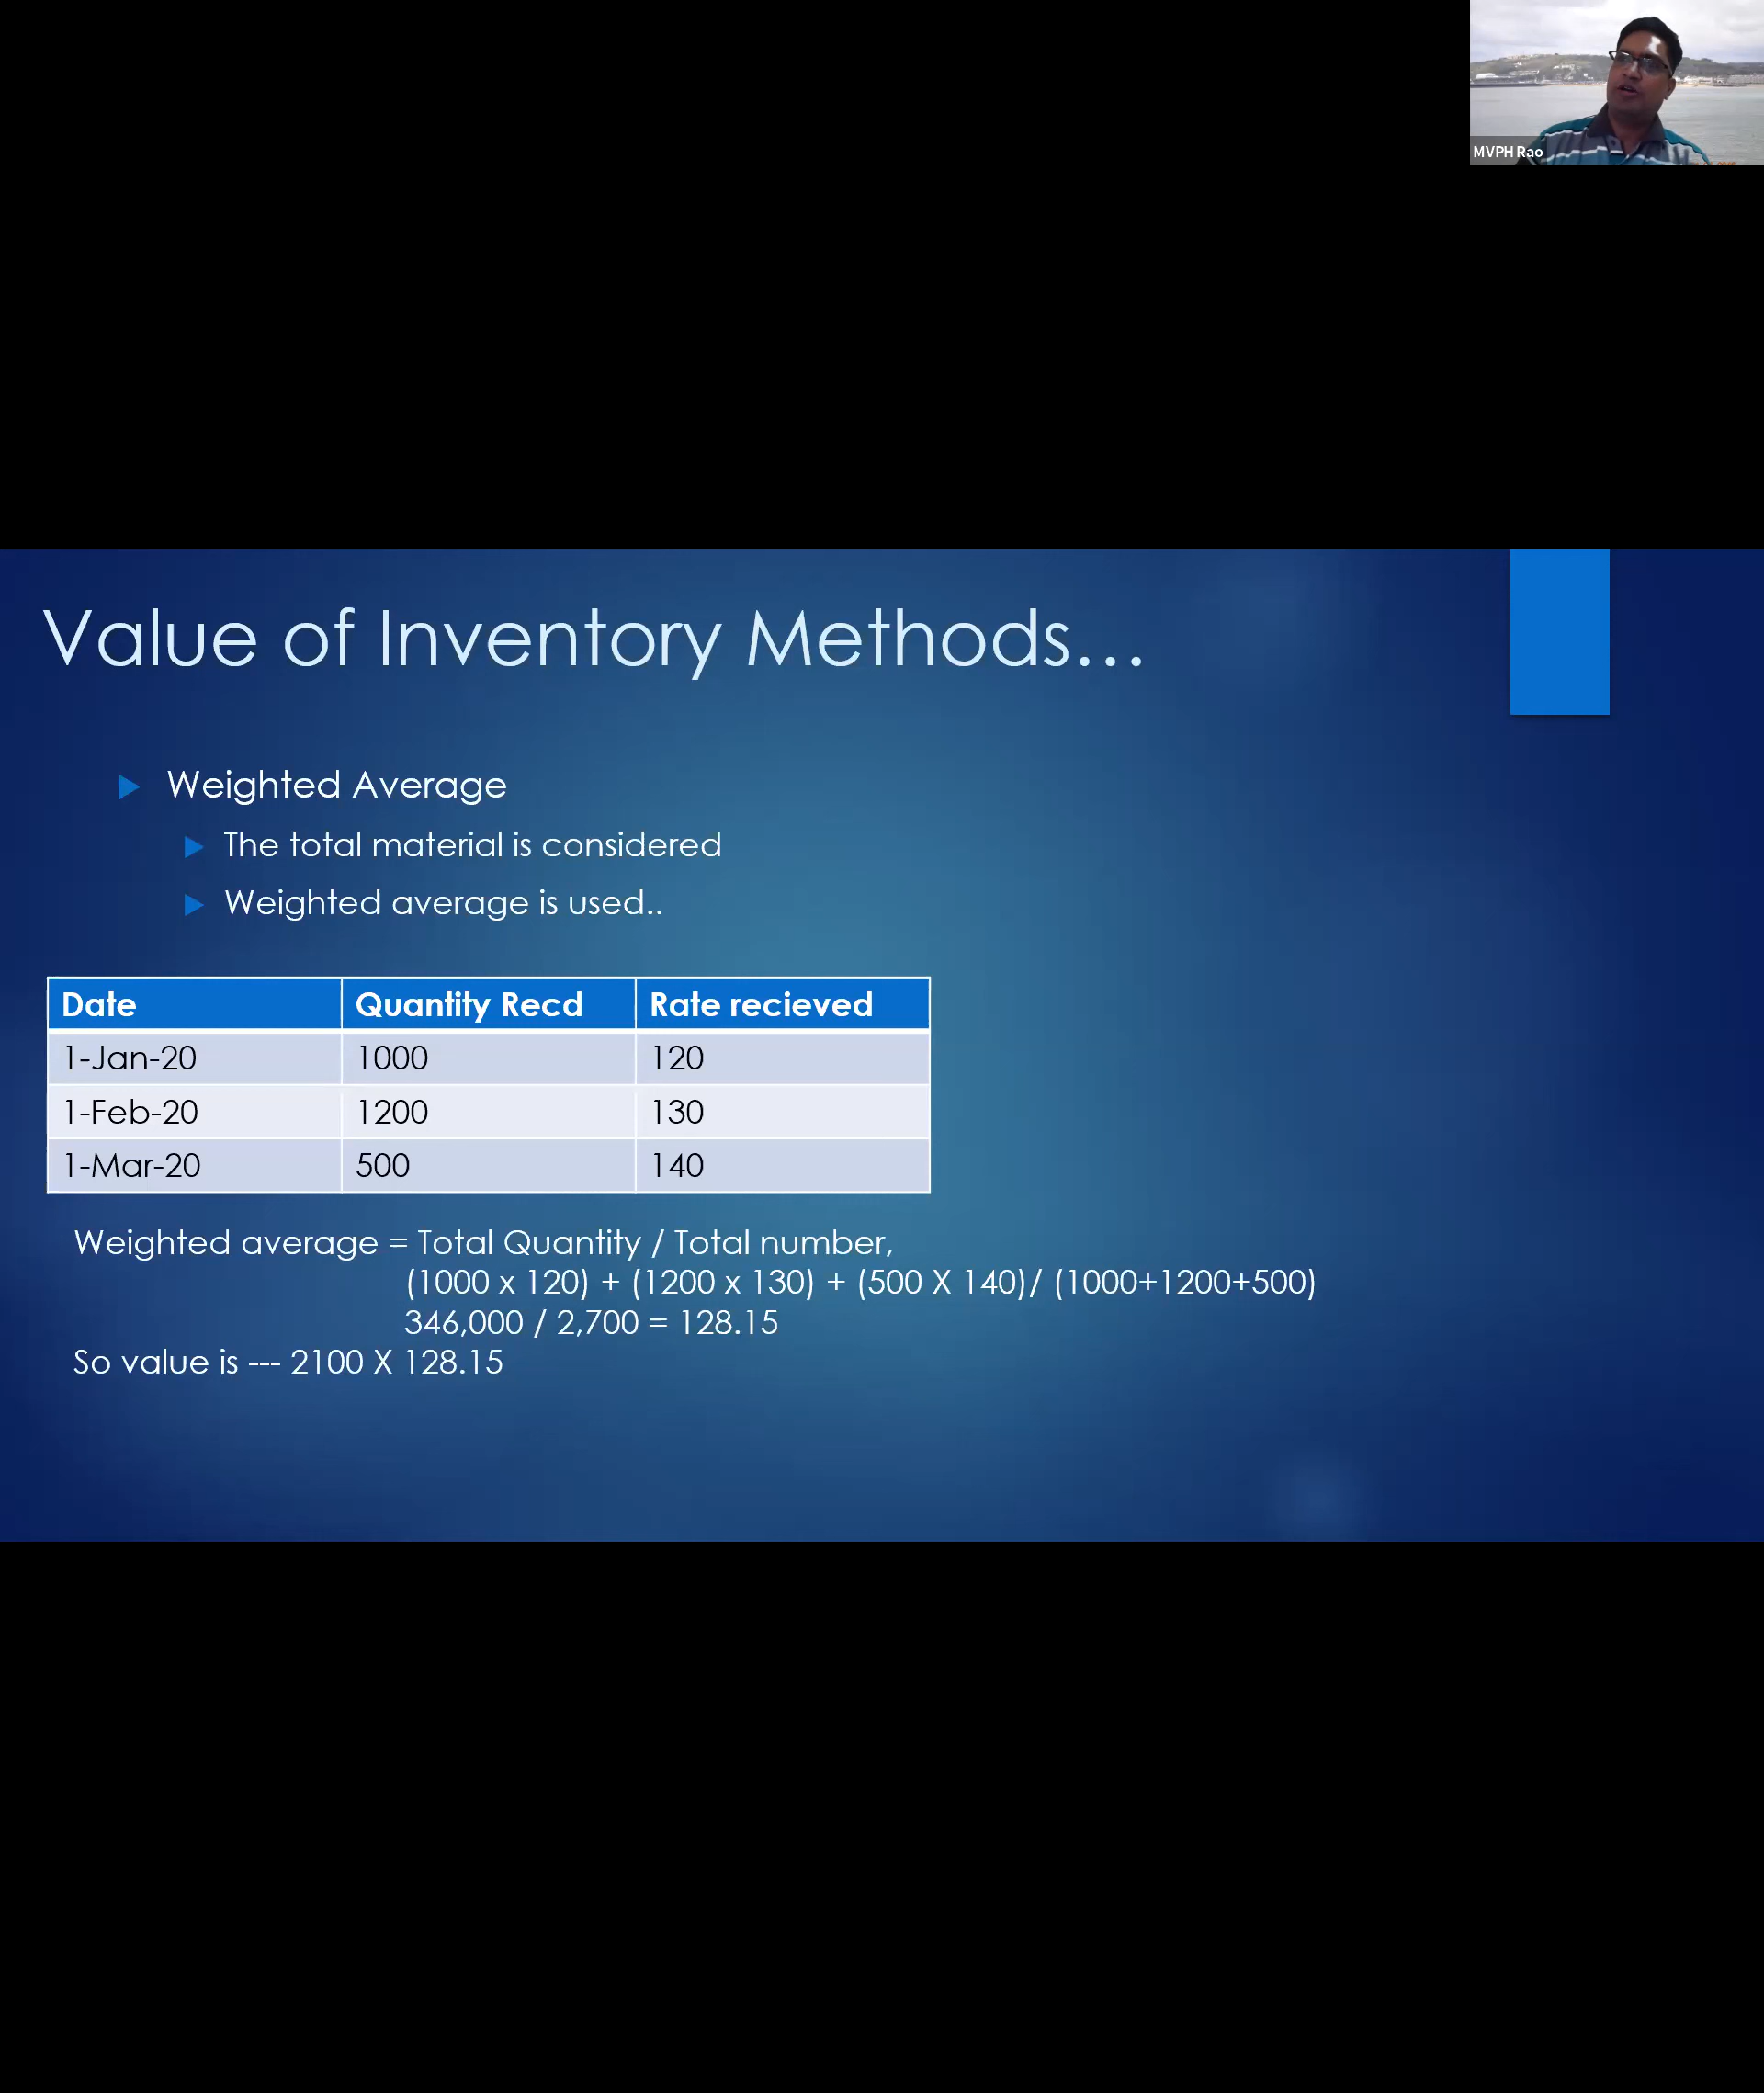 MVPH Rao
Value of Inventory Methods...
Weighted Average
The total material is considered
Weighted average is used..
Date Quantity Recd Rate recieved
1-Jan-20 1000 120
1-Feb-20 1200 130
1-Mar-20 500 140
Weighted average = Total Quantity / Total number,
(1000 x 120) + (1200 x 130) + (500 X 140)/ (1000+1200+500)
346,000 / 2,700 = 128.15
So value is --- 2100 X 128.15